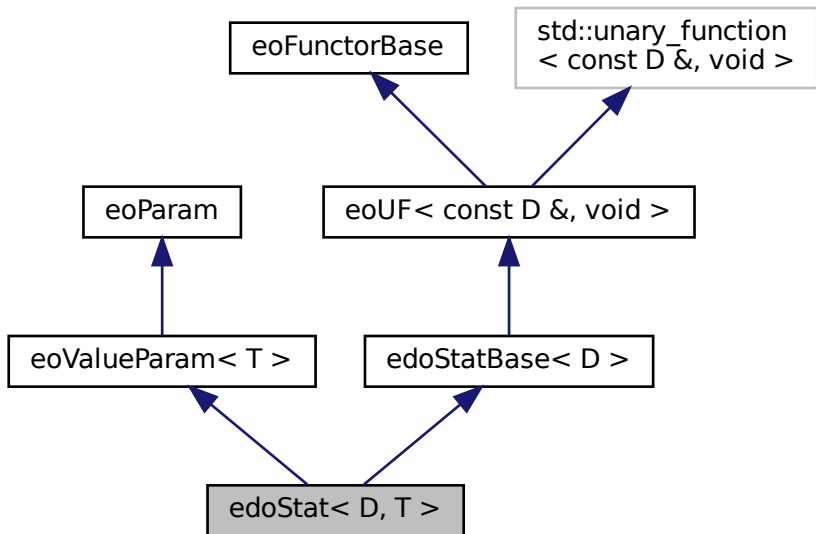 eoFunctorBase
std::unary_function
< const D &, void >
eoParam
eoUF< const D &, void >
eoValueParam< T >
edoStatBase< D >
edoStat< D, T >